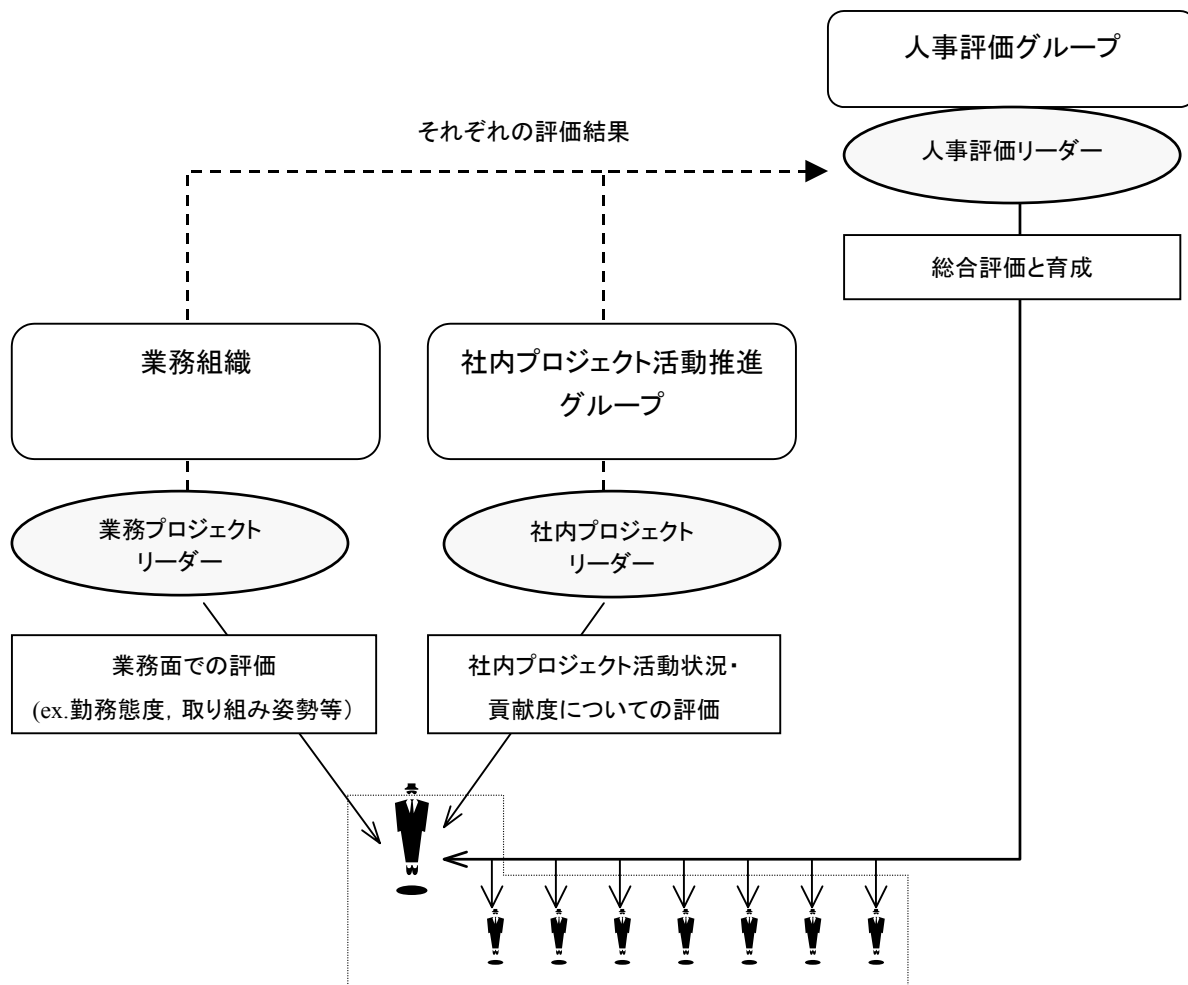 人事評価グループ
人事評価リーダー
それぞれの評価結果
総合評価と育成
業務組織
社内プロジェクト活動推進
グループ
業務プロジェクト
リーダー
社内プロジェクト
リーダー
業務面での評価
(ex.勤務態度, 取り組み姿勢等)
社内プロジェクト活動状況・
貢献度についての評価